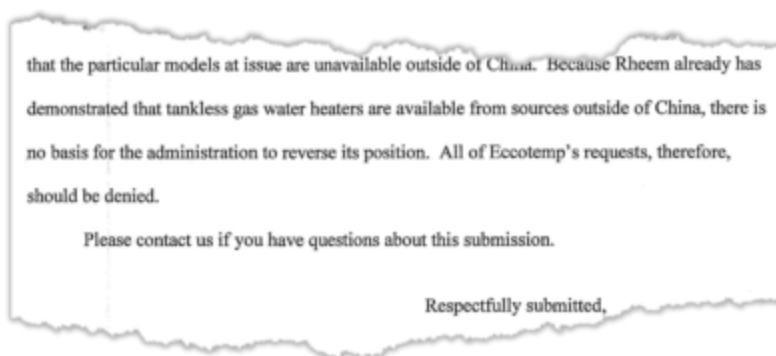 that the particular models at issue are unavailable outside of China. Because Rheem already has
demonstrated that tankless gas water heaters are available from sources outside of China, there is
no basis for the administration to reverse its position. All of Eccotemp's requests, therefore,
should be denied.
Please contact us if you have questions about this submission.
Respectfully submitted,